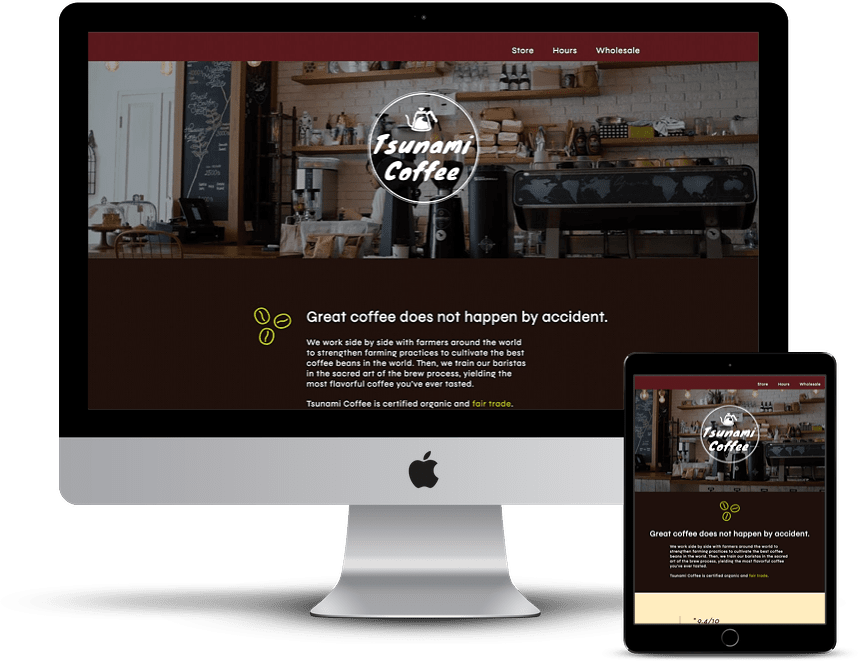 Store Hours Wholesale
Tsunami
Coffee
Great coffee does not happen by accident.
We work side by side with farmers around the world
to strengthen farming practices to cultivate the best
coffee beans in the world. Then, we train our baristas
in the sacred art of the brew process, yielding the
most flavorful coffee you've ever tasted.
Tsunami Coffee is certified organic and fair trade.
Store Hours Wholesale
Tsunami
Coffee
Great coffee does not happen by accident.
We work side by side with farmers around the world to
strengthen farming practices to cultivate the best coffee
beans in the world. Then, we train our baristas in the sacred
art of the brew process, yielding the most flavorful coffee
you've ever tasted.
Tsunami Coffee is certified organic and fair trade.
"9.4/10